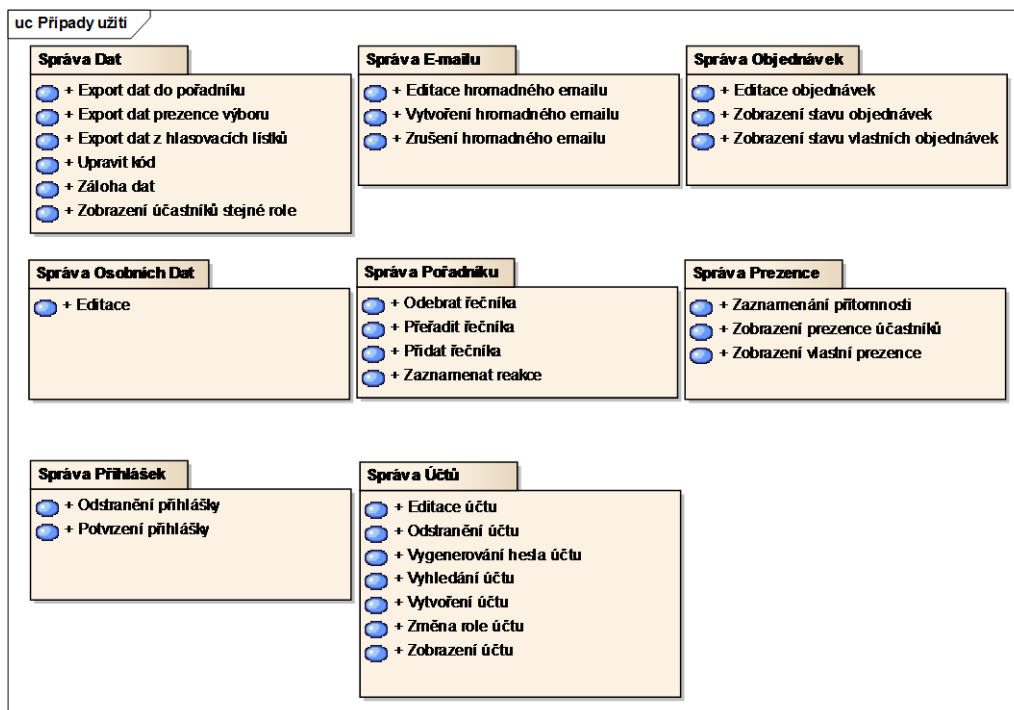 uc Případy užití
Správa Dat
+ Export dat do pořadníku
+ Export dat prezence výboru
+ Export dat z hlasovacích lístků
+ Upravit kód
+ Záloha dat
+ Zobrazení účastníků stejné role
Správa E-mailu
+ Editace hromadného emailu
+ Vytvoření hromadného emailu
+ Zrušení hromadného emailu
Správa Objednávek
+ Editace objednávek
+ Zobrazení stavu objednávek
+ Zobrazení stavu vlastních objednávek
Správa Osobních Dat
+ Editace
Správa Pořadníku
+ Odebrat řečníka
+ Přeřadit řečníka
+ Přidat řečníka
+ Zaznamenat reakce
Správa Prezence
+ Zaznamenání přítomnosti
+ Zobrazení prezence účastníků
+ Zobrazení vlastní prezence
Správa Přihlášek
+ Odstranění přihlášky
+ Potvrzení přihlášky
Správa Účtů
+ Editace účtu
+ Odstranění účtu
+ Vygenerování hesla účtu
+ Vyhledání účtu
+ Vytvoření účtu
+ Změna role účtu
+ Zobrazení účtu